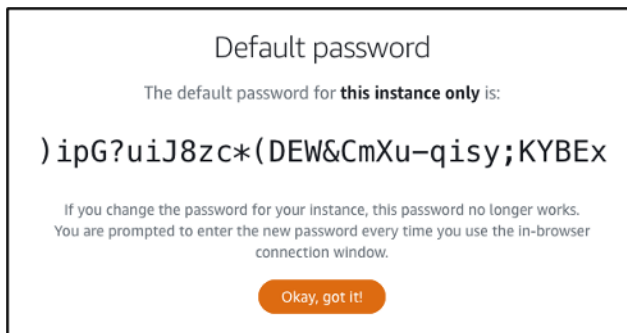 Default password
The default password for this instance only is:
)ipG?uiJ8zc*(DEW&CmXu-qisy;KYBEx
If you change the password for your instance, this password no longer works.
You are prompted to enter the new password every time you use the in-browser
connection window.
Okay, got it!